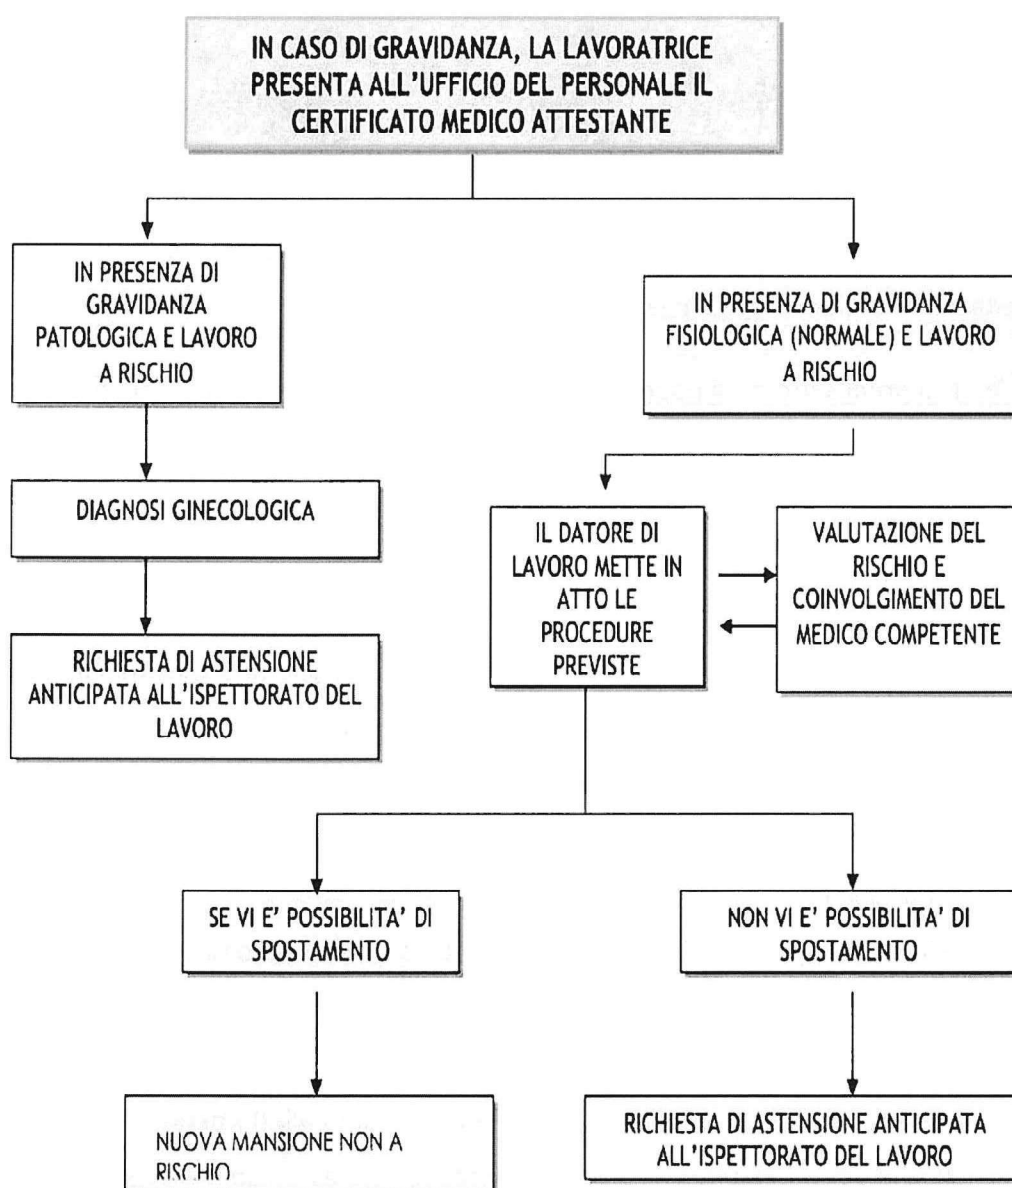 IN CASO DI GRAVIDANZA, LA LAVORATRICE
PRESENTA ALL'UFFICIO DEL PERSONALE IL
CERTIFICATO MEDICO ATTESTANTE
IN PRESENZA DI
GRAVIDANZA
PATOLOGICA E LAVORO
A RISCHIO
DIAGNOSI GINECOLOGICA
RICHIESTA DI ASTENSIONE
ANTICIPATA ALL'ISPETTORATO DEL
LAVORO
IN PRESENZA DI GRAVIDANZA
FISIOLOGICA (NORMALE) E LAVORO
A RISCHIO
IL DATORE DI
LAVORO METTE IN
ATTO LE
PROCEDURE
PREVISTE
VALUTAZIONE DEL
RISCHIO E
COINVOLGIMENTO DEL
MEDICO COMPETENTE
SE VI E' POSSIBILITA' DI
SPOSTAMENTO
NUOVA MANSIONE NON A
RISCHIO
NON VI E' POSSIBILITA' DI
SPOSTAMENTO
RICHIESTA DI ASTENSIONE ANTICIPATA
ALL'ISPETTORATO DEL LAVORO